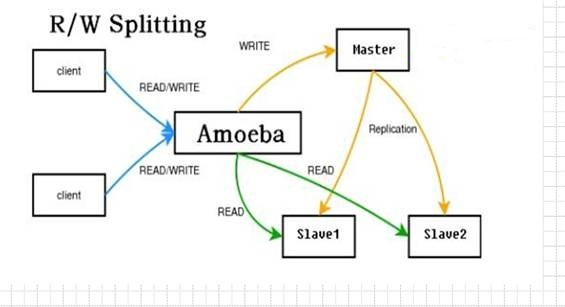 R/W Splitting
WRITE
Master
client
READ/WRITE
Amoeba
Replication
READ/WRITE
READ
client
READ
Slave1
Slave2